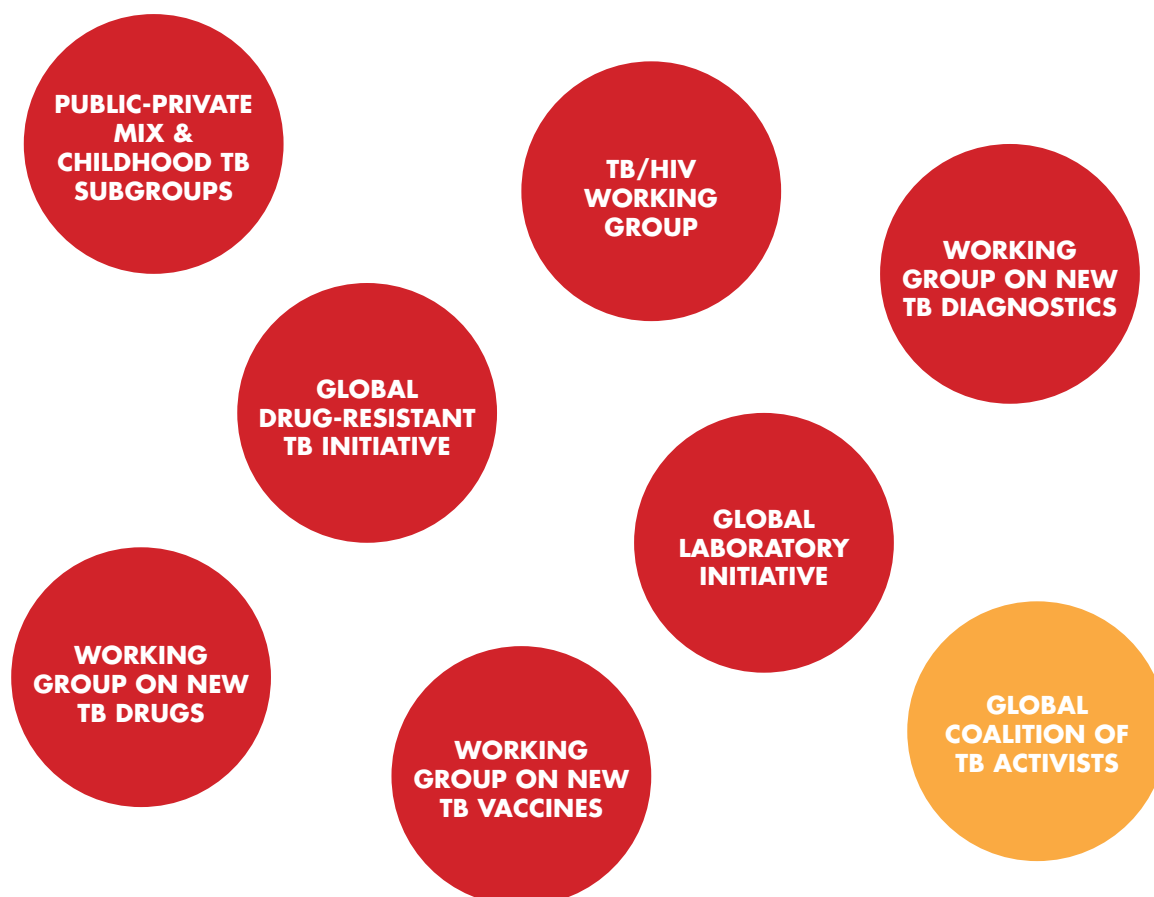 PUBLIC-PRIVATE
MIX &
CHILDHOOD TB
SUBGROUPS
TB/HIV
WORKING
GROUP
WORKING
GROUP ON NEW
TB DIAGNOSTICS
GLOBAL
DRUG-RESISTANT
TB INITIATIVE
GLOBAL
LABORATORY
INITIATIVE
WORKING
GROUP ON NEW
TB DRUGS
WORKING
GROUP ON NEW
TB VACCINES
GLOBAL
COALITION OF
TB ACTIVISTS